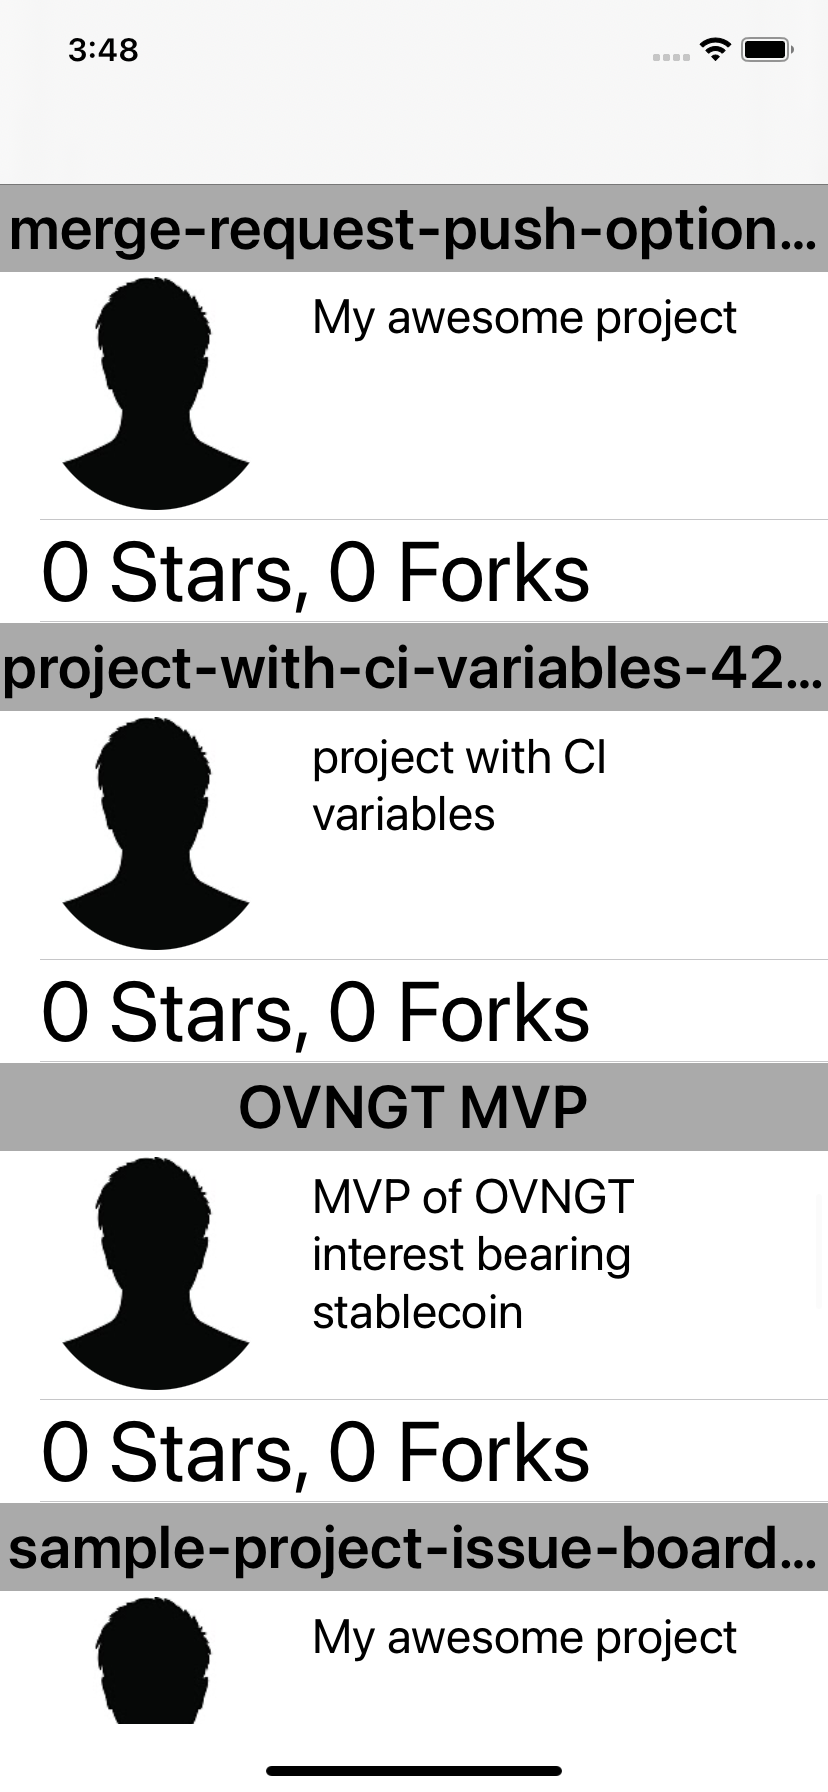 3:48
merge-request-push-option...
My awesome project
0 Stars, 0 Forks
project-with-ci-variables-42...
project with CI
variables
0 Stars, 0 Forks
OVNGT MVP
MVP of OVNGT
interest bearing
stablecoin
0 Stars, 0 Forks
sample-project-issue-board...
My awesome project